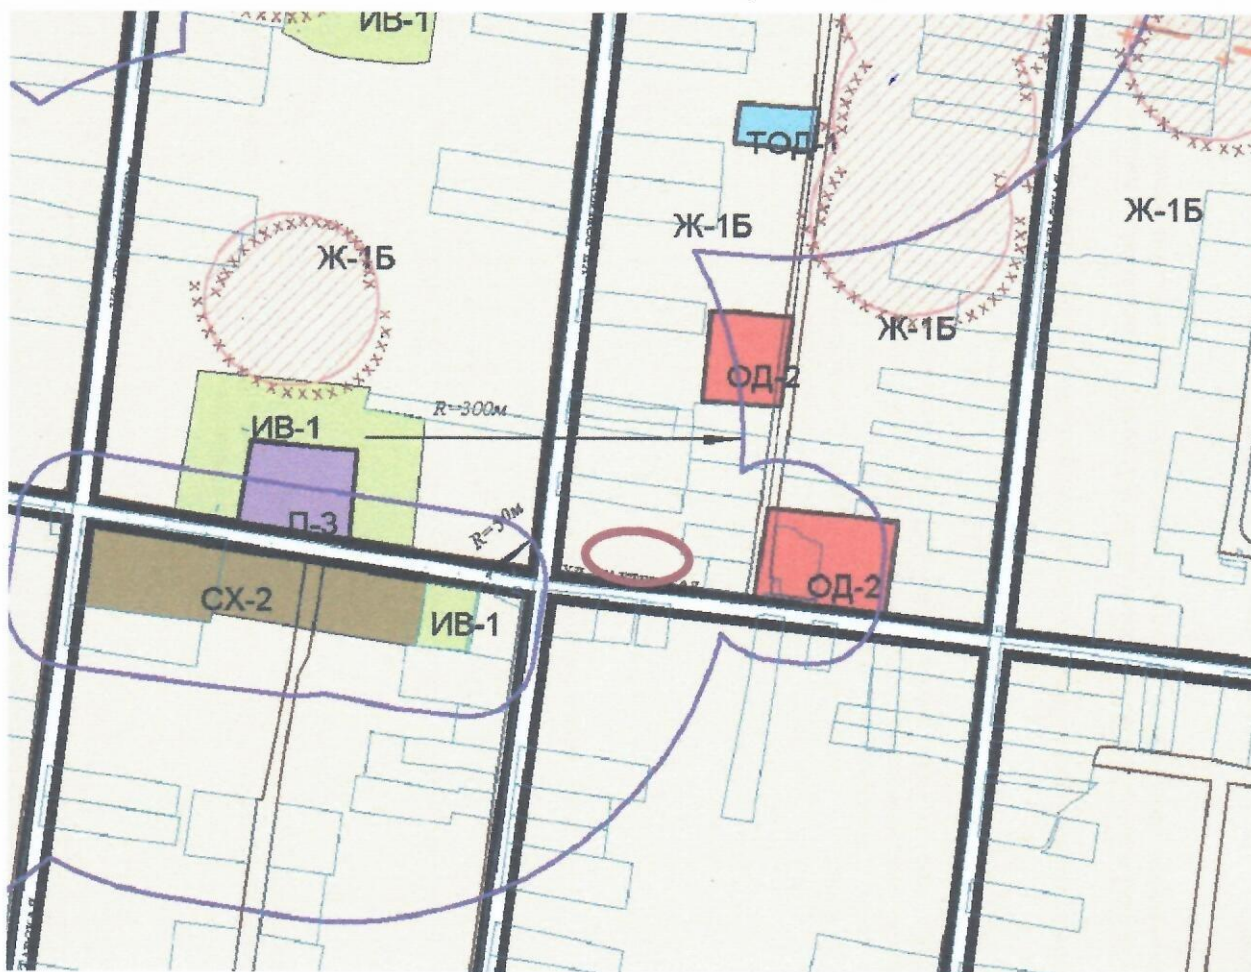 ИВ-1
ТОД-1
Ж-1Б
Ж-1Б
Ж-1Б
Ж-1Б
ОД-2
R=300м
ИВ-1
П-3
R=50м
СХ-2
ИВ-1
ОД-2